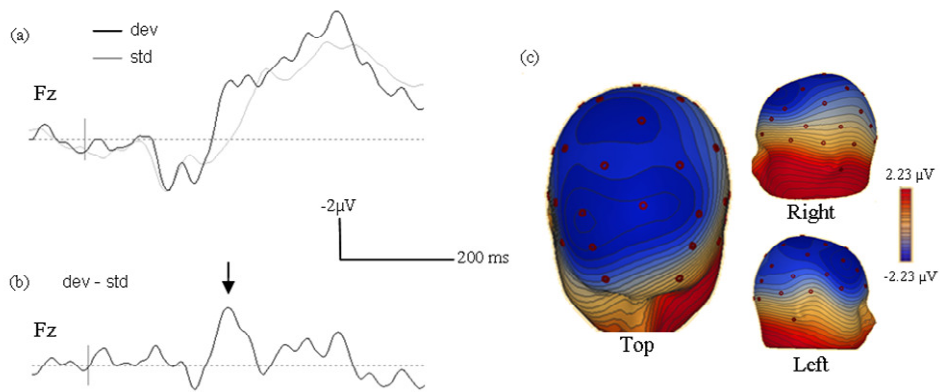 (a)
dev
std
Fz
-2μV
200 ms
(b)
dev - std
Fz
(c)
Top
Right
Left
2.23 μV
-2.23 μV